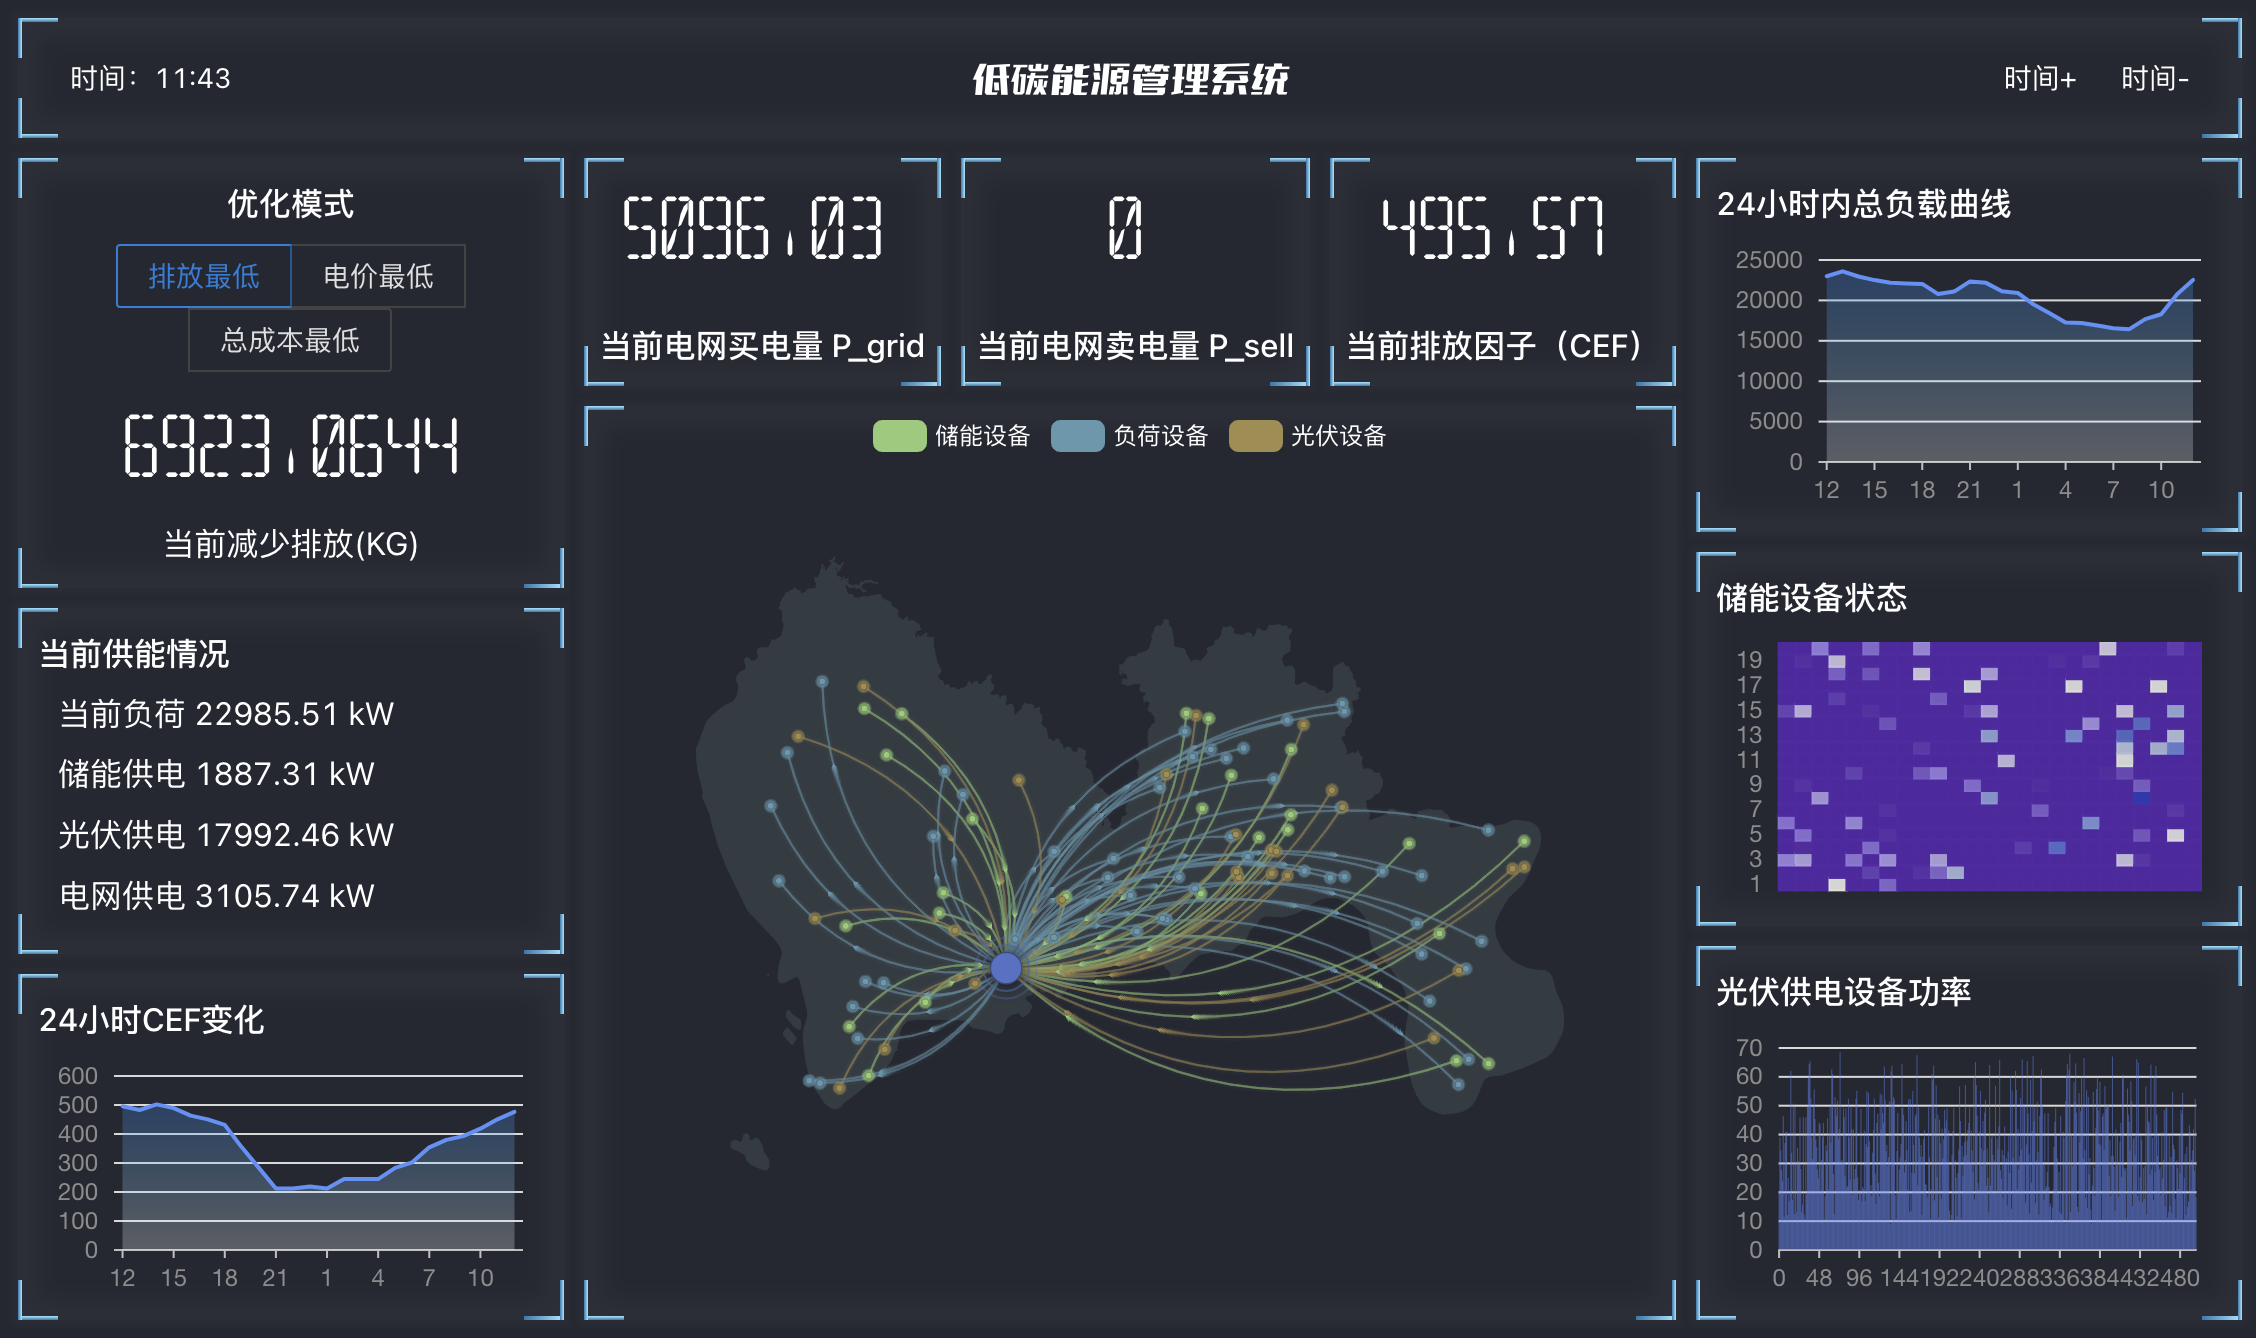 时间：11:43
低碳能源管理系统
时间+ 时间-
优化模式
排放最低 电价最低
总成本最低
6923.0644
当前减少排放(KG)
5096.03
当前电网买电量 P_grid
0
当前电网卖电量 P_sell
495.57
当前排放因子（CEF）
24小时内总负载曲线
25000
20000
15000
10000
5000
0
12 15 18 21 1 4 7 10
当前供能情况
当前负荷 22985.51 kW
储能供电 1887.31 kW
光伏供电 17992.46 kW
电网供电 3105.74 kW
24小时CEF变化
600
500
400
300
200
100
0
12 15 18 21 1 4 7 10
储能设备 负荷设备 光伏设备
储能设备状态
19
17
15
13
11
9
7
5
3
1
光伏供电设备功率
70
60
50
40
30
20
10
0
0 48 96 144 192 240 288 336 384 432 480